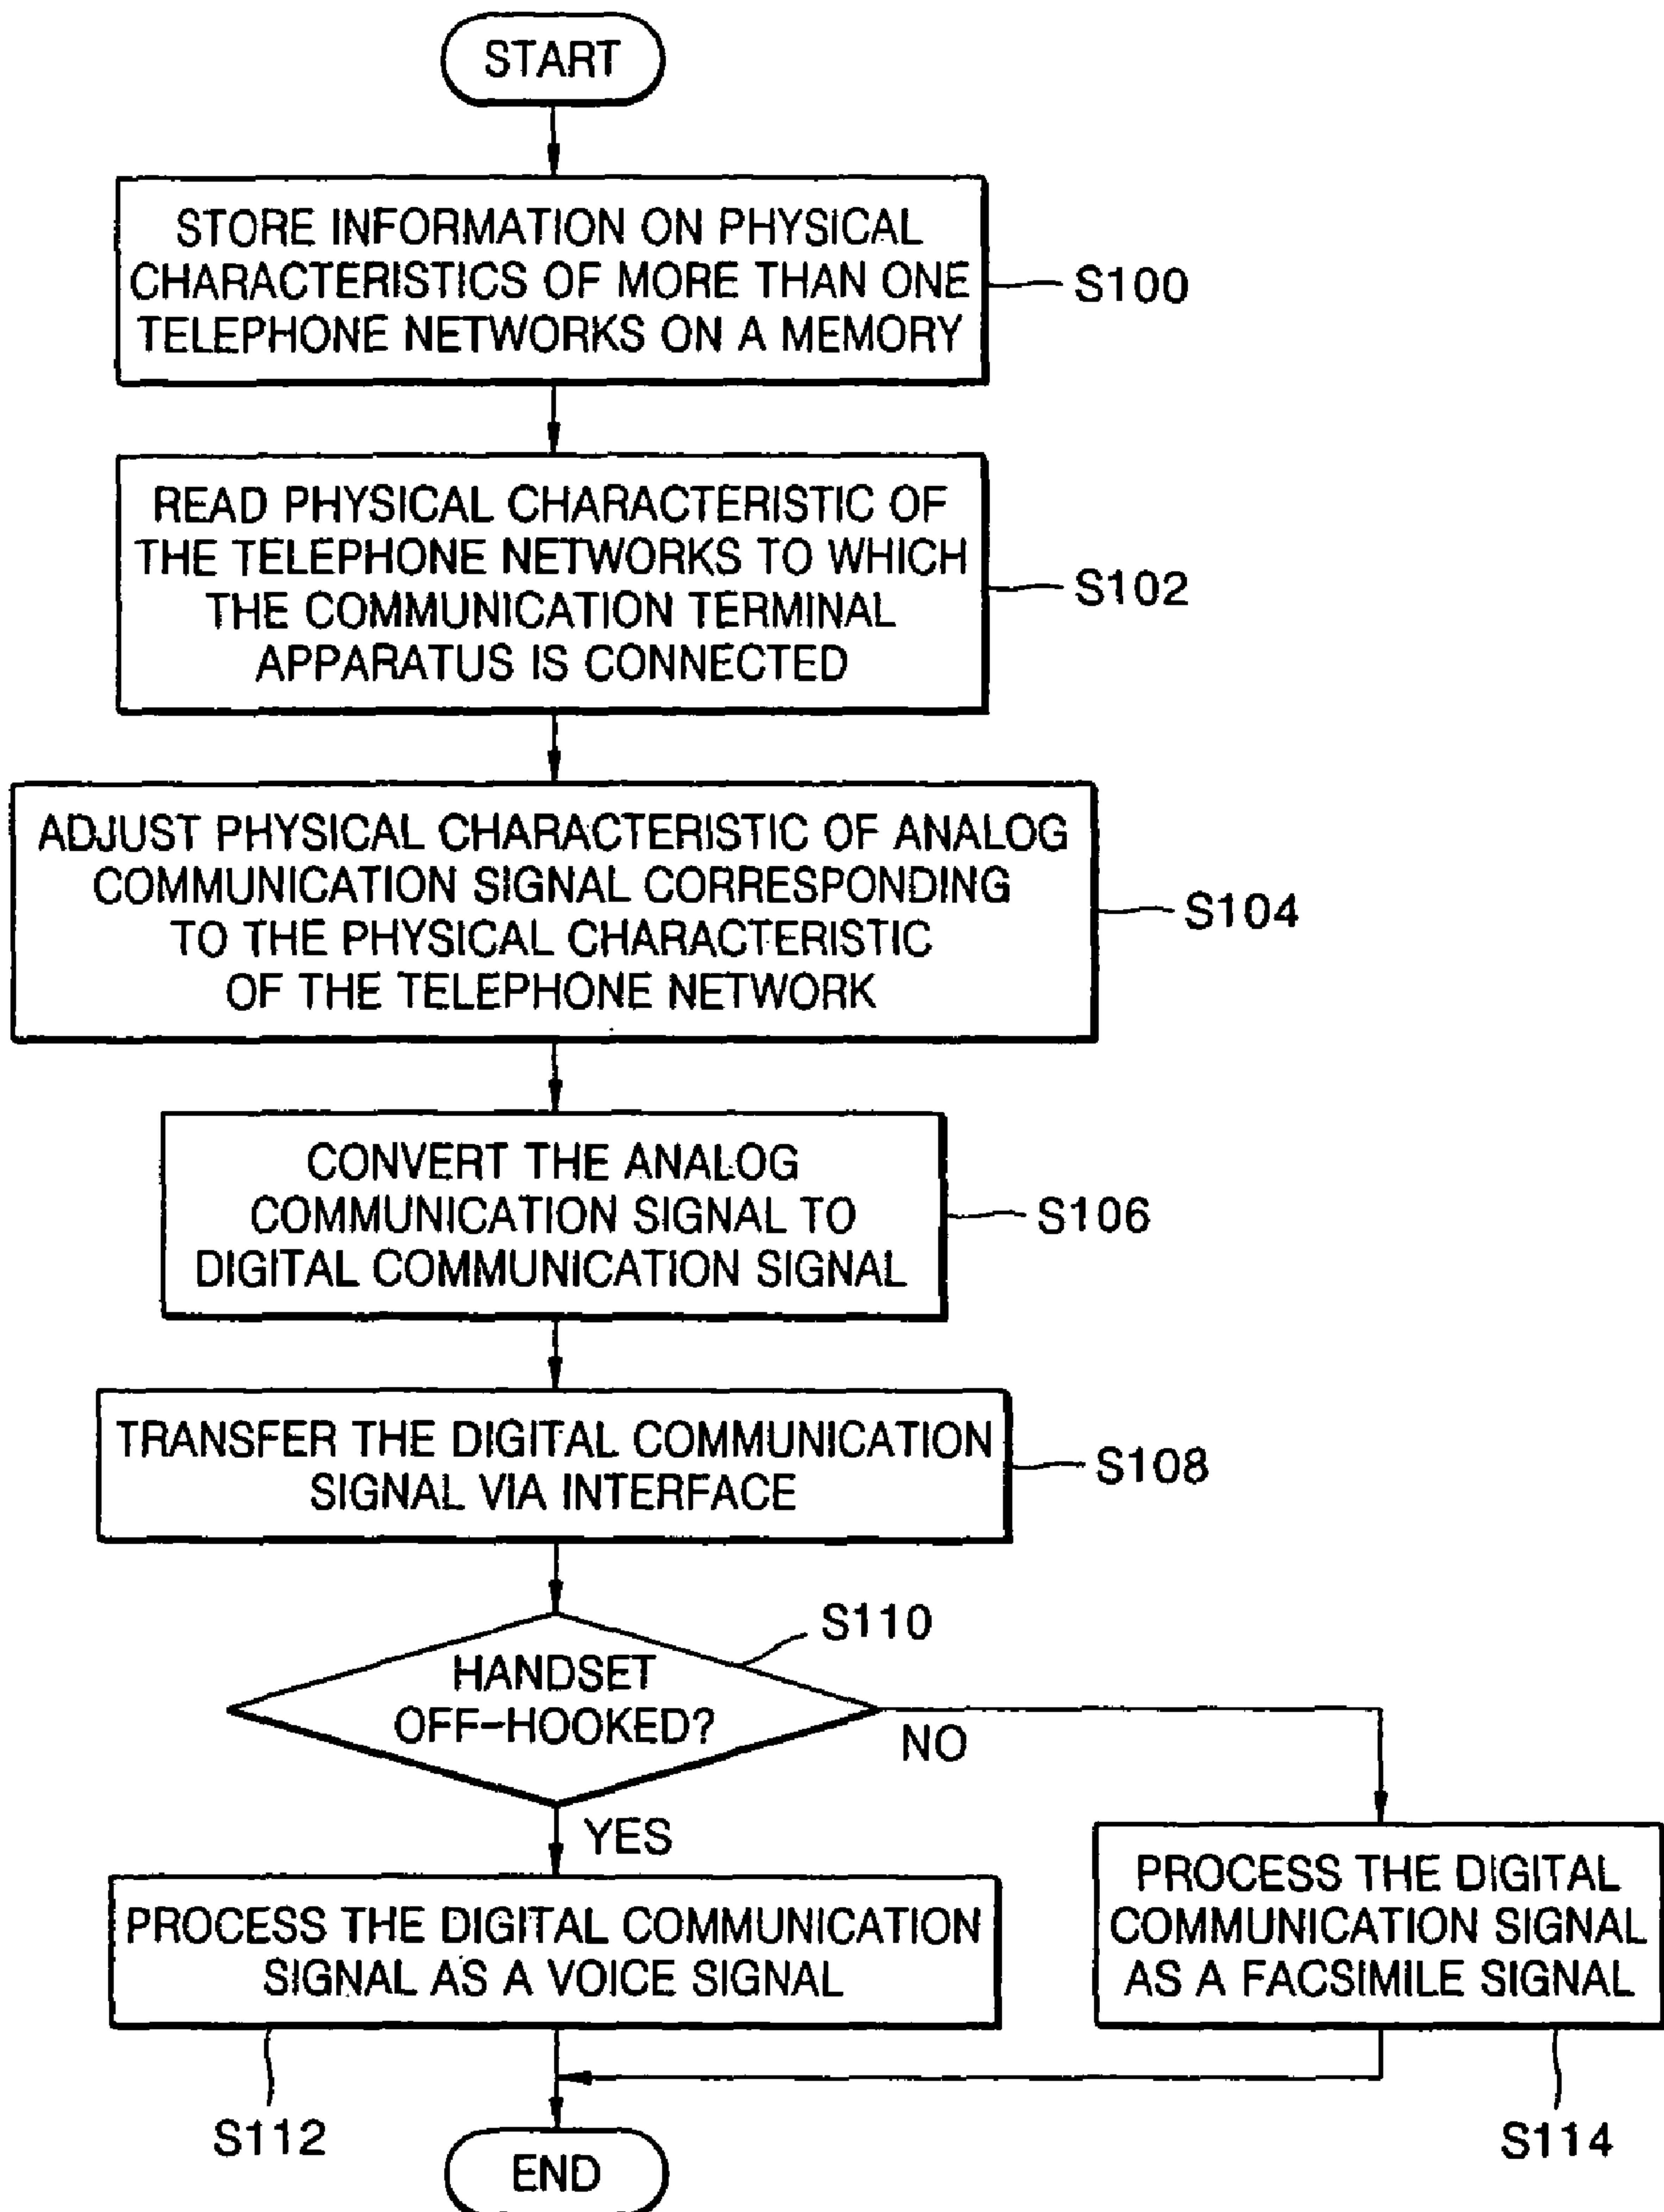 START
STORE INFORMATION ON PHYSICAL
CHARACTERISTICS OF MORE THAN ONE
TELEPHONE NETWORKS ON A MEMORY
S100
READ PHYSICAL CHARACTERISTIC OF
THE TELEPHONE NETWORKS TO WHICH
THE COMMUNICATION TERMINAL
APPARATUS IS CONNECTED
S102
ADJUST PHYSICAL CHARACTERISTIC OF ANALOG
COMMUNICATION SIGNAL CORRESPONDING
TO THE PHYSICAL CHARACTERISTIC
OF THE TELEPHONE NETWORK
S104
CONVERT THE ANALOG
COMMUNICATION SIGNAL TO
DIGITAL COMMUNICATION SIGNAL
S106
TRANSFER THE DIGITAL COMMUNICATION
SIGNAL VIA INTERFACE
S108
S110
HANDSET
OFF-HOOKED?
NO
YES
PROCESS THE DIGITAL COMMUNICATION
SIGNAL AS A VOICE SIGNAL
S112
PROCESS THE DIGITAL
COMMUNICATION SIGNAL
AS A FACSIMILE SIGNAL
S114
END